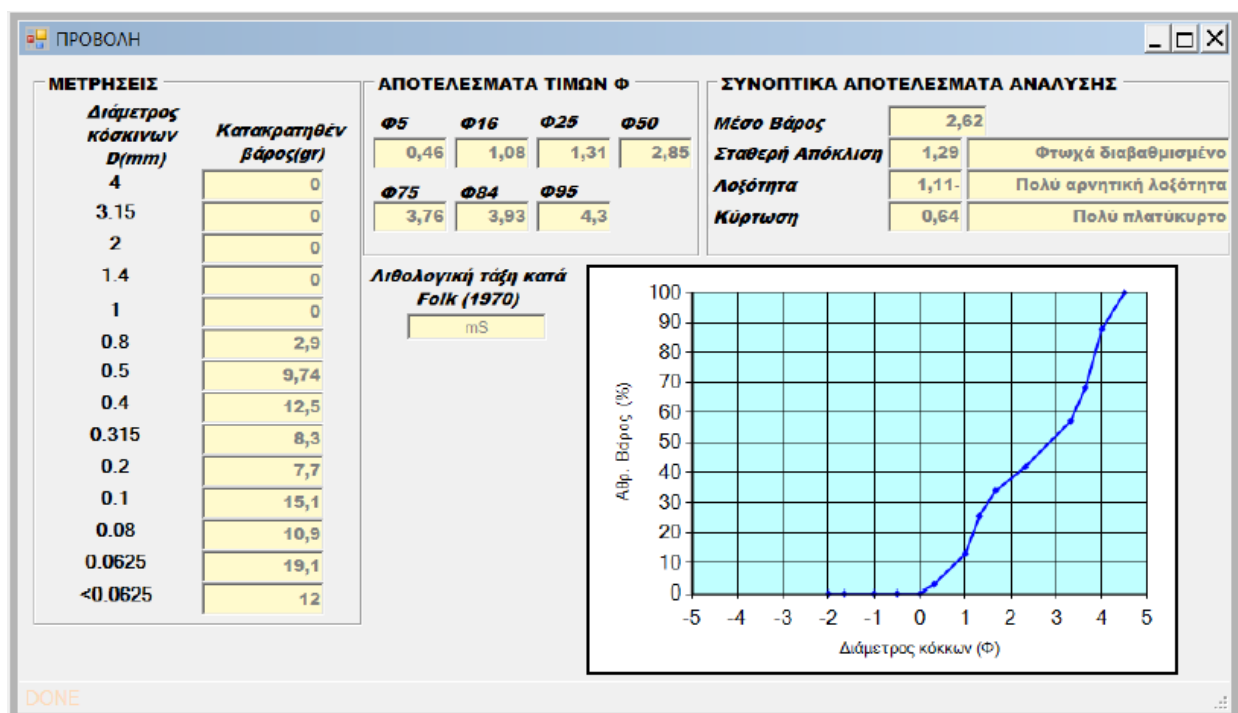 ΠΡΟΒΟΛΗ
ΜΕΤΡΗΣΕΙΣ
Διάμετρος
κόσκινων
D(mm)
Κατακρατηθέν
βάρος(gr)
4 0
3.15 0
2 0
1.4 0
1 0
0.8 2,9
0.5 9,74
0.4 12,5
0.315 8,3
0.2 7,7
0.1 15,1
0.08 10,9
0.0625 19,1
<0.0625 12
ΑΠΟΤΕΛΕΣΜΑΤΑ ΤΙΜΩΝ Φ
Φ5 Φ16 Φ25 Φ50
0,46 1,08 1,31 2,85
Φ75 Φ84 Φ95
3,76 3,93 4,3
ΣΥΝΟΠΤΙΚΑ ΑΠΟΤΕΛΕΣΜΑΤΑ ΑΝΑΛΥΣΗΣ
Μέσο Βάρος 2,62
Σταθερή Απόκλιση 1,29 Φτωχά διαβαθμισμένο
Λοξότητα 1,11- Πολύ αρνητική λοξότητα
Κύρτωση 0,64 Πολύ πλατύκυρτο
Λιθολογική τάξη κατά
Folk (1970)
mS
100
90
80
70
60
50
40
30
20
10
0
Αθρ. Βάρος (%)
-5 -4 -3 -2 -1 0 1 2 3 4 5
Διάμετρος κόκκων (Φ)
DONE